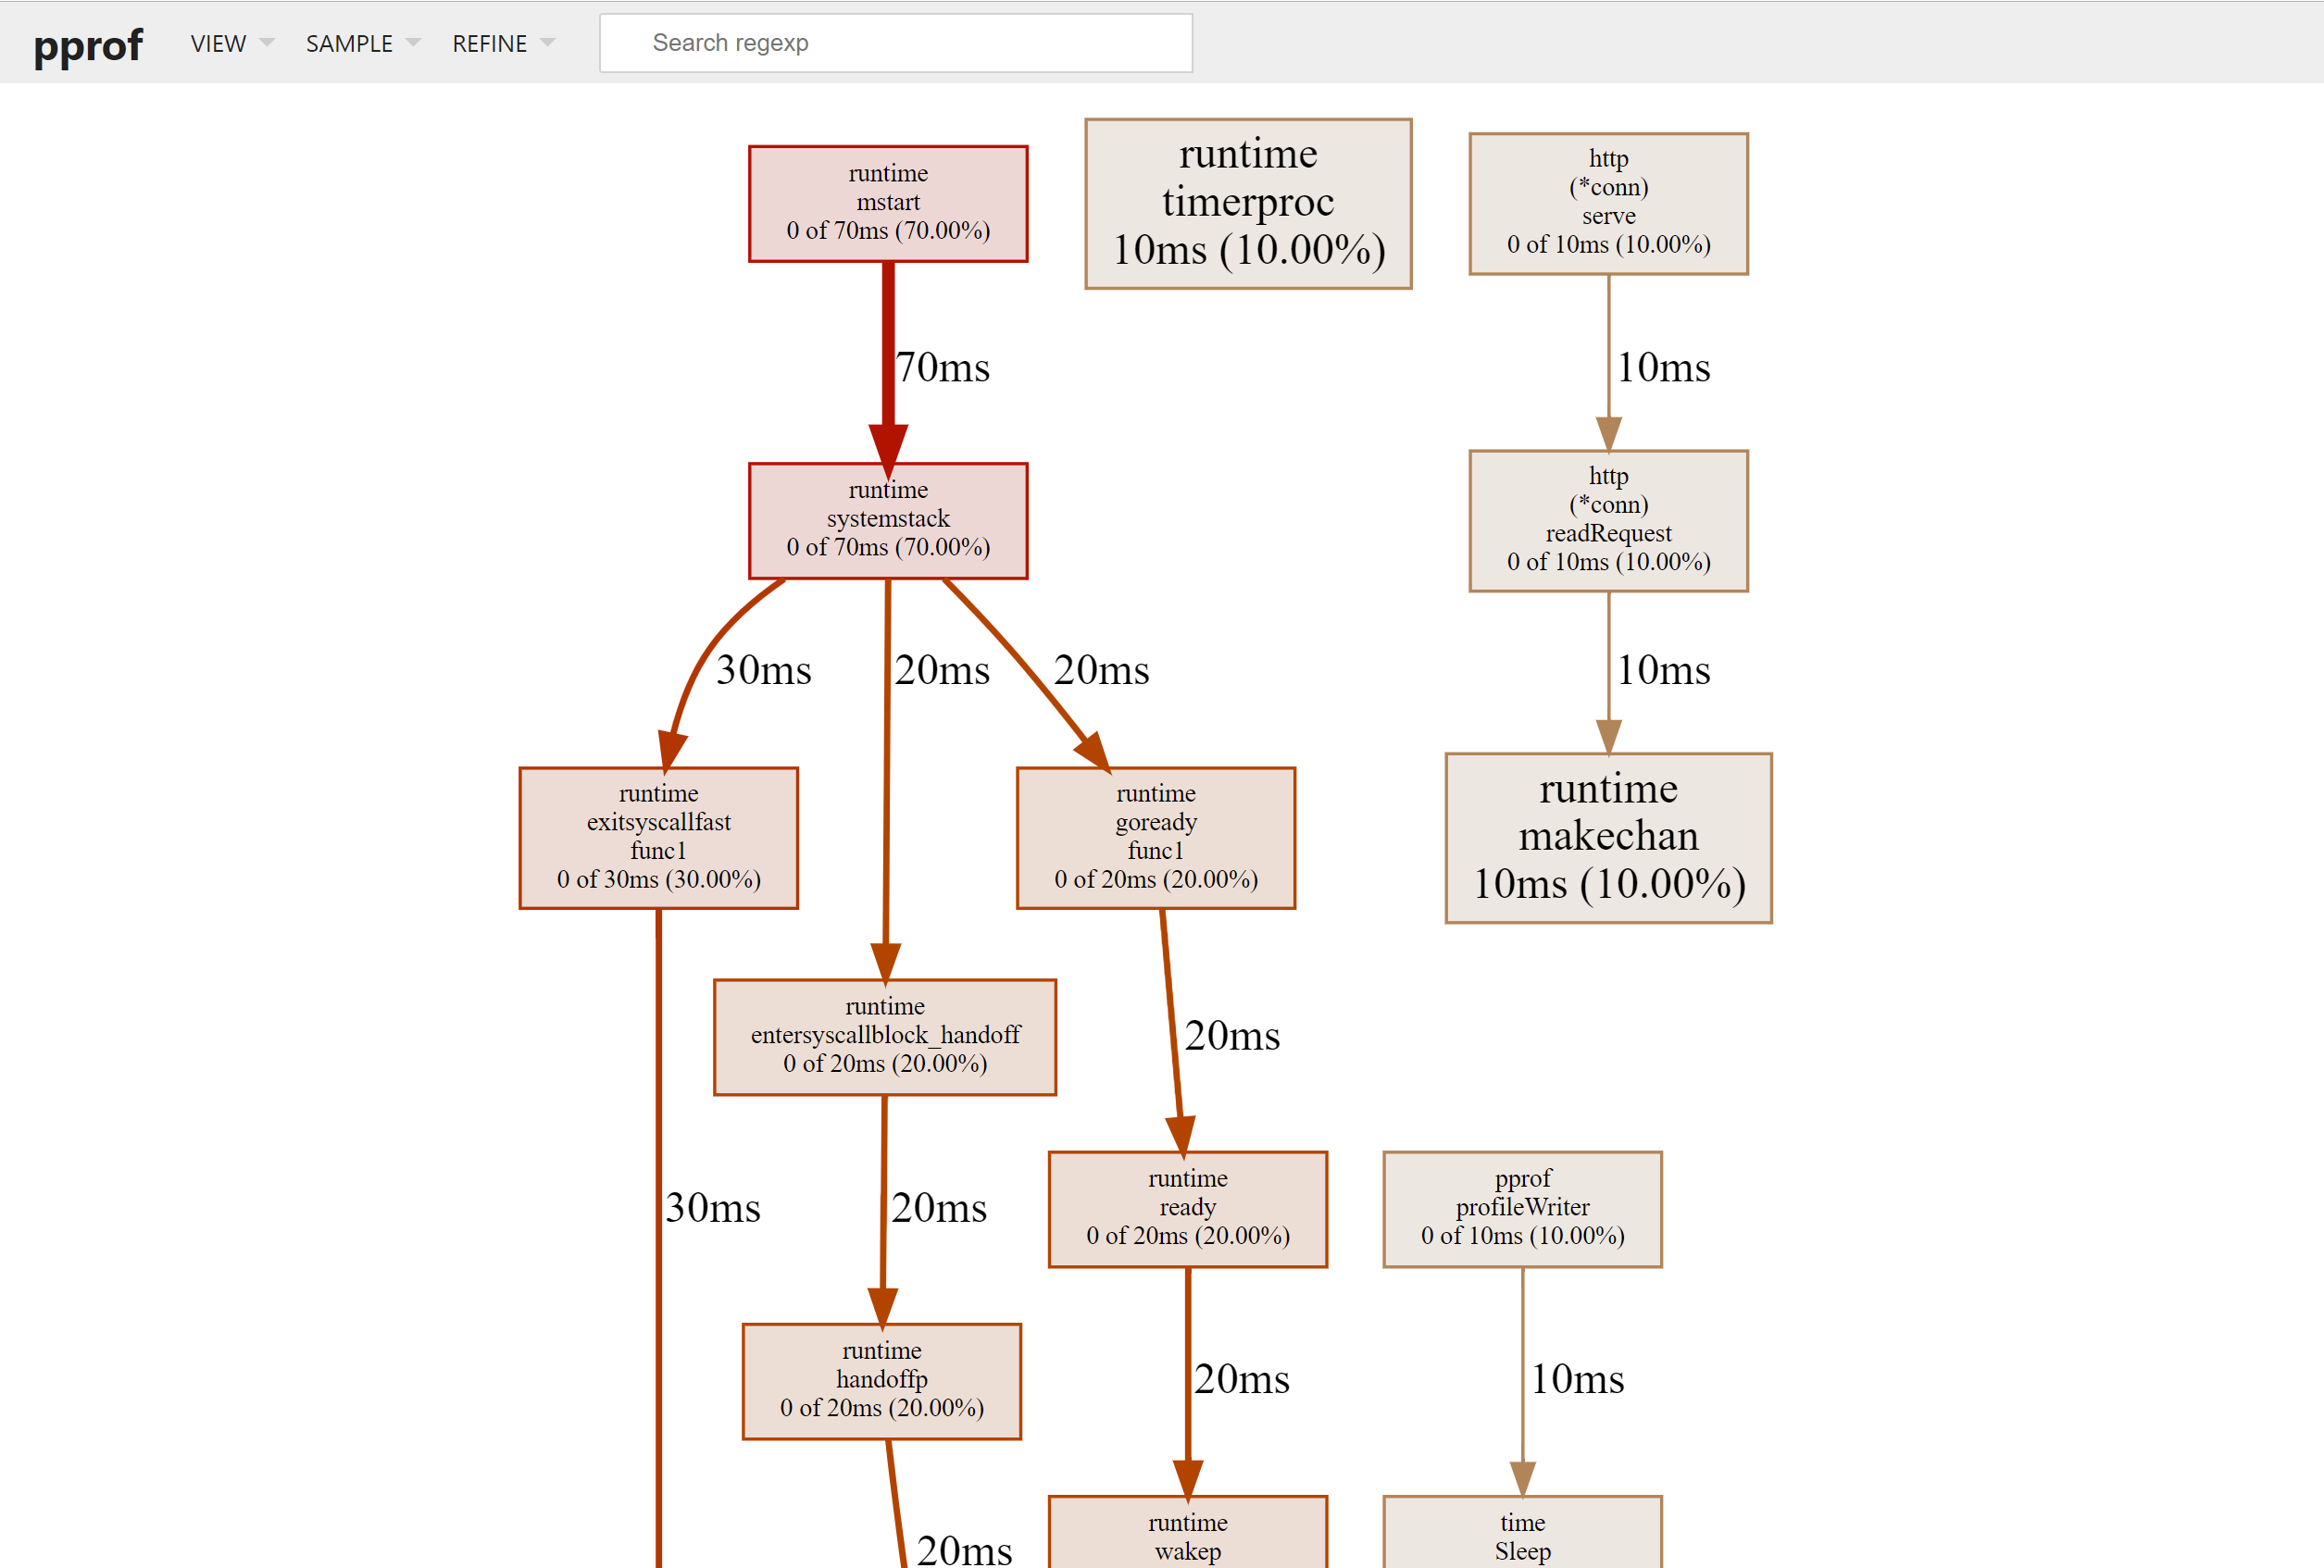 pprof VIEW SAMPLE REFINE Search regexp
runtime
mstart
0 of 70ms (70.00%)
runtime
timerproc
10ms (10.00%)
http
(*conn)
serve
0 of 10ms (10.00%)
70ms
10ms
runtime
systemstack
0 of 70ms (70.00%)
http
(*conn)
readRequest
0 of 10ms (10.00%)
30ms
20ms
20ms
10ms
runtime
exitsyscallfast
func1
0 of 30ms (30.00%)
runtime
goready
func1
0 of 20ms (20.00%)
runtime
makechan
10ms (10.00%)
runtime
entersyscallblock_handoff
0 of 20ms (20.00%)
20ms
30ms
20ms
runtime
ready
0 of 20ms (20.00%)
pprof
profileWriter
0 of 10ms (10.00%)
runtime
handoffp
0 of 20ms (20.00%)
20ms
10ms
20ms
runtime
wakep
time
Sleep